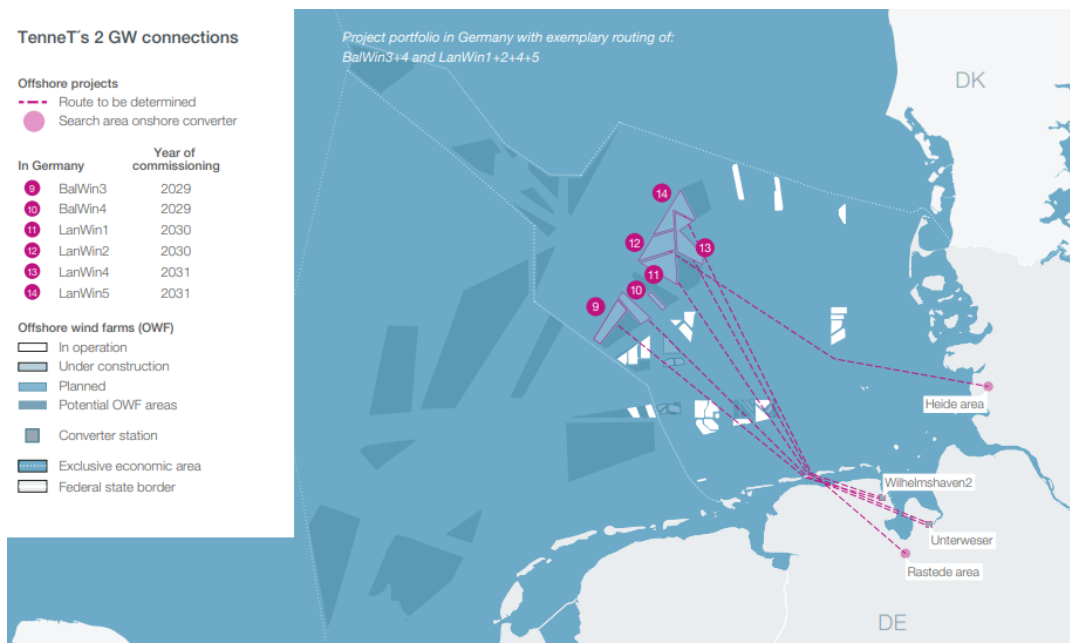 TenneT´s 2 GW connections
Offshore projects
Route to be determined
Search area onshore converter
In Germany
Year of
commissioning
9 BalWin3 2029
10 BalWin4 2029
11 LanWin1 2030
12 LanWin2 2030
13 LanWin4 2031
14 LanWin5 2031
Offshore wind farms (OWF)
In operation
Under construction
Planned
Potential OWF areas
Converter station
Exclusive economic area
Federal state border
Project portfolio in Germany with exemplary routing of:
BalWin3+4 and LanWin1+2+4+5
DK
14
12
13
11
10
9
Heide area
Wilhelmshaven2
Unterweser
Rastede area
DE